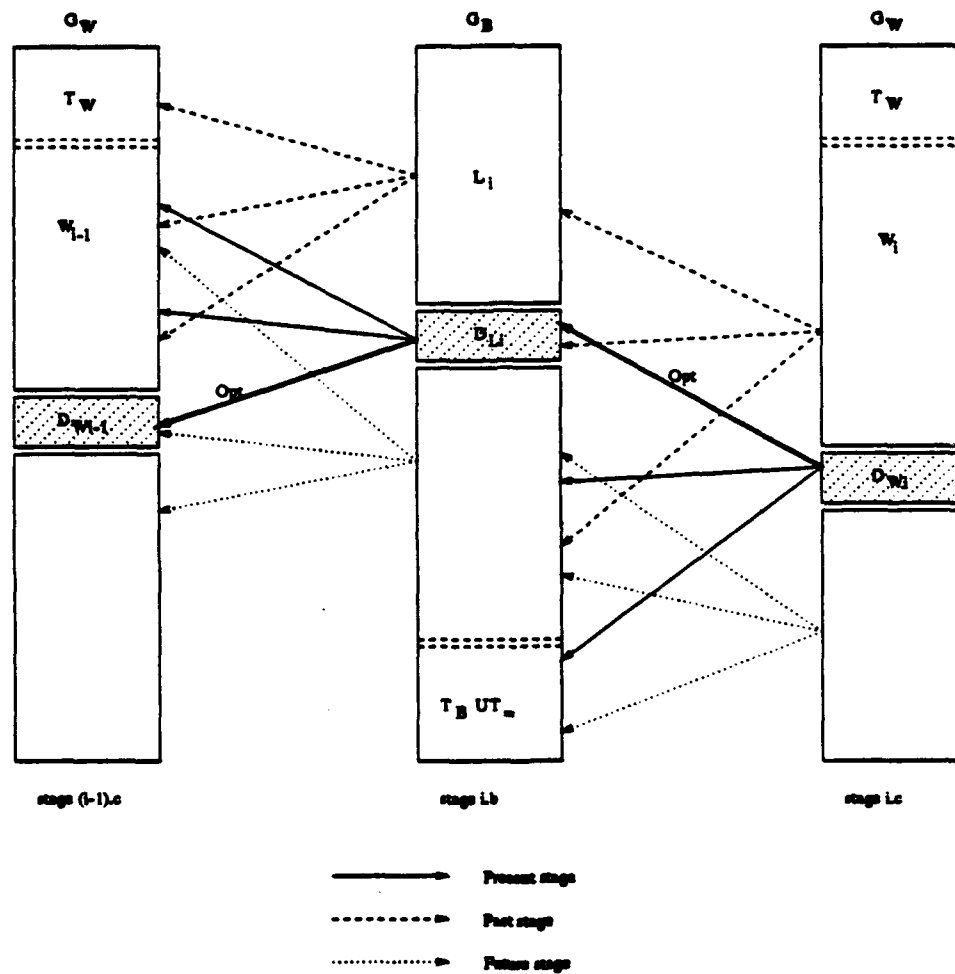 G_W G_B G_W
T_W T_W
L_i
W_{i-1} W_i
D_{Li}
Opt
Opt
D_{Wi-1}
D_{Wi}
T_B UT_=
stage (i-1).c stage i.b stage i.c
Present stage
Past stage
Future stage